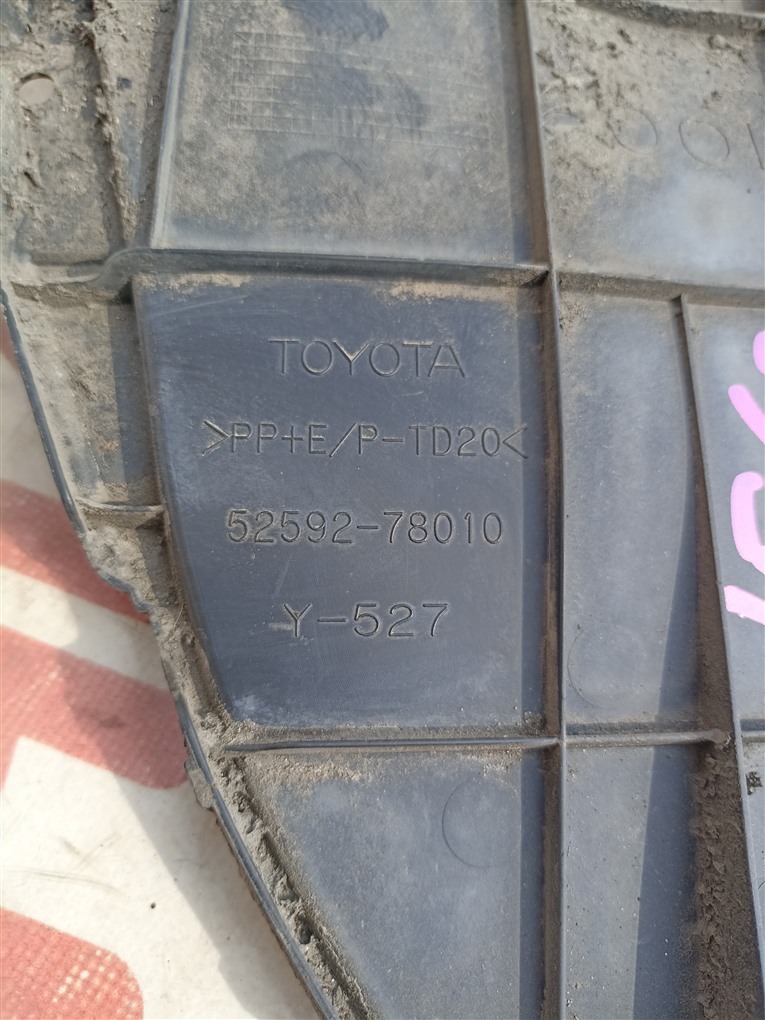 TOYOTA
>PP+E/P-TD20<
52592-78010
Y-527